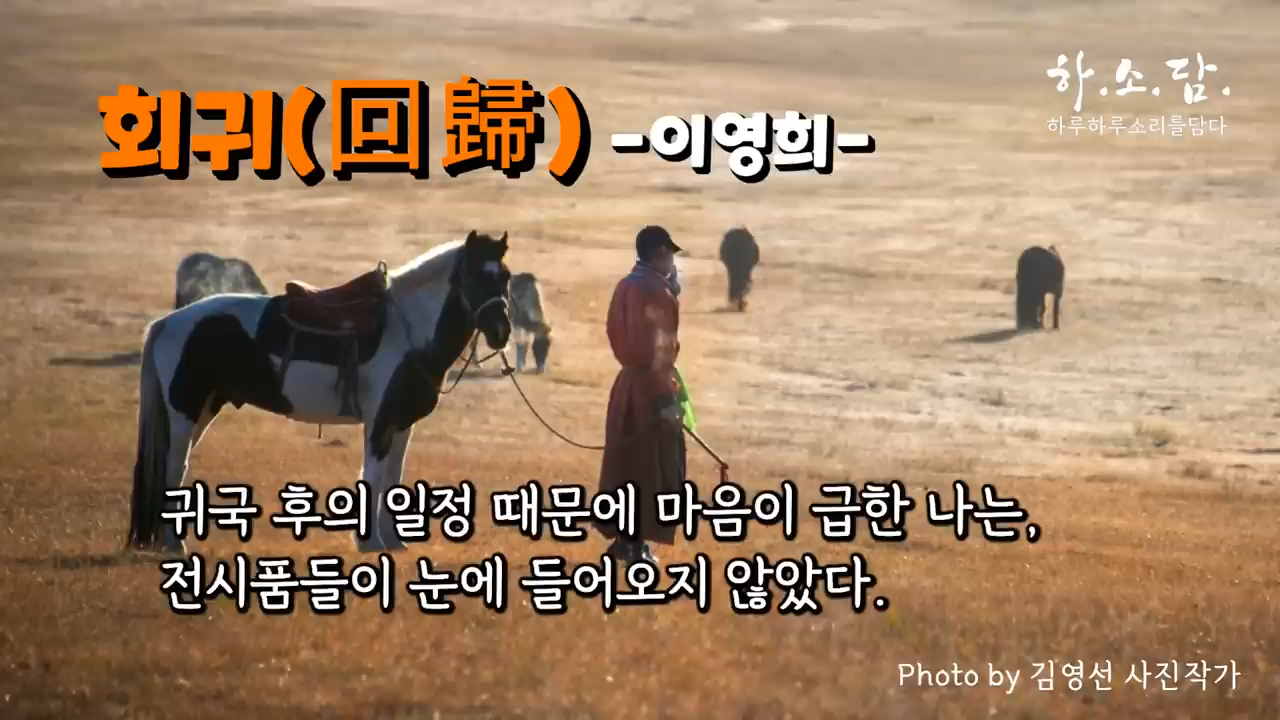 회귀(回歸) -이영희-
하.소.담.
하루하루소리를담다
귀국 후의 일정 때문에 마음이 급한 나는,
전시품들이 눈에 들어오지 않았다.
Photo by 김영선 사진작가